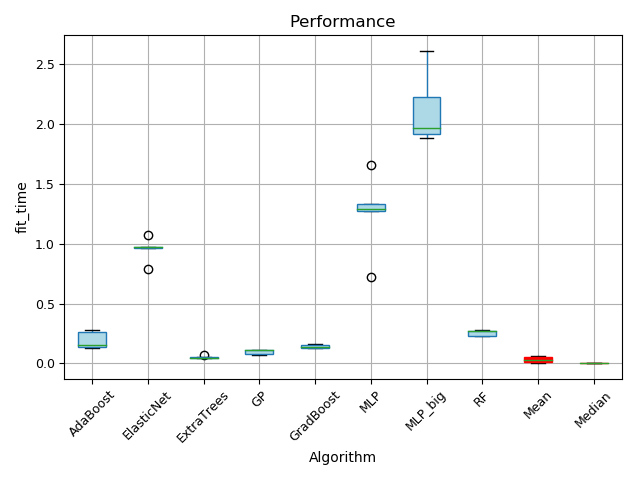 Performance
fit_time
2.5
2.0
1.5
1.0
0.5
0.0
AdaBoost
ElasticNet
ExtraTrees
GP
GradBoost
MLP
MLP_big
RF
Mean
Median
Algorithm